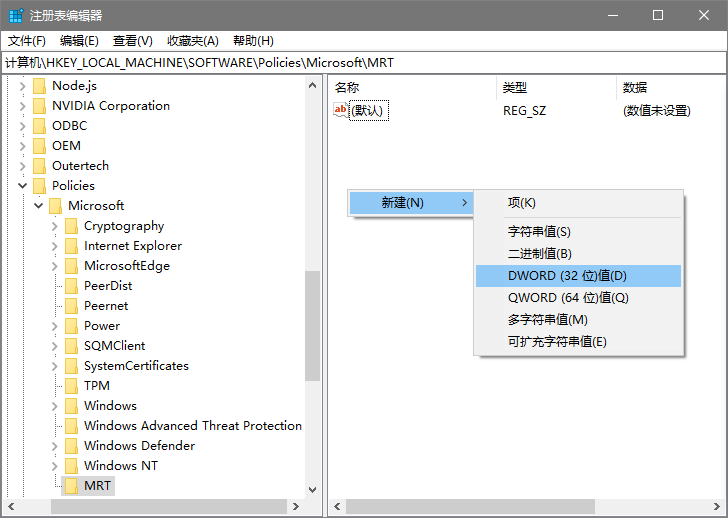 注册表编辑器
文件(F) 编辑(E) 查看(V) 收藏夹(A) 帮助(H)
计算机\HKEY_LOCAL_MACHINE\SOFTWARE\Policies\Microsoft\MRT
Node.js
NVIDIA Corporation
ODBC
OEM
Outertech
Policies
Microsoft
Cryptography
Internet Explorer
MicrosoftEdge
PeerDist
Peernet
Power
SQMClient
SystemCertificates
TPM
Windows
Windows Advanced Threat Protection
Windows Defender
Windows NT
MRT
名称 类型 数据
ab (默认) REG_SZ (数值未设置)
新建(N)
项(K)
字符串值(S)
二进制值(B)
DWORD (32 位)值(D)
QWORD (64 位)值(Q)
多字符串值(M)
可扩充字符串值(E)